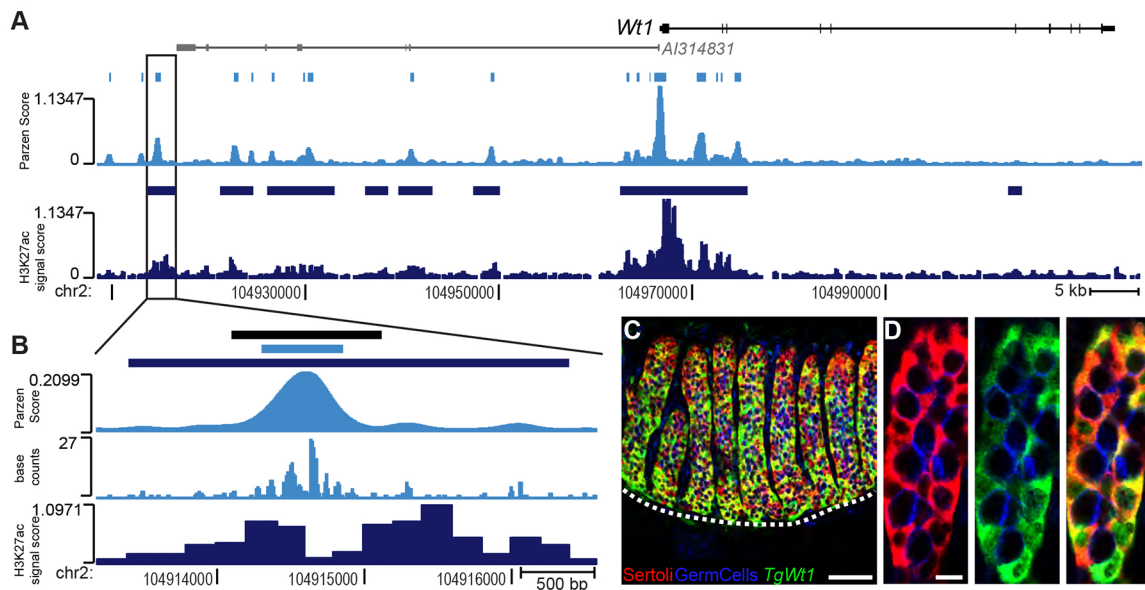 A
Wt1
AI314831
1.1347
Parzen Score
0
1.1347
H3K27ac
signal score
0
chr2:
104930000
104950000
104970000
104990000
5 kb
B
0.2099
Parzen
Score
27
base
counts
1.0971
H3K27ac
signal score
chr2:
104914000
104915000
104916000
500 bp
C
Sertoli GermCells TgWt1
D